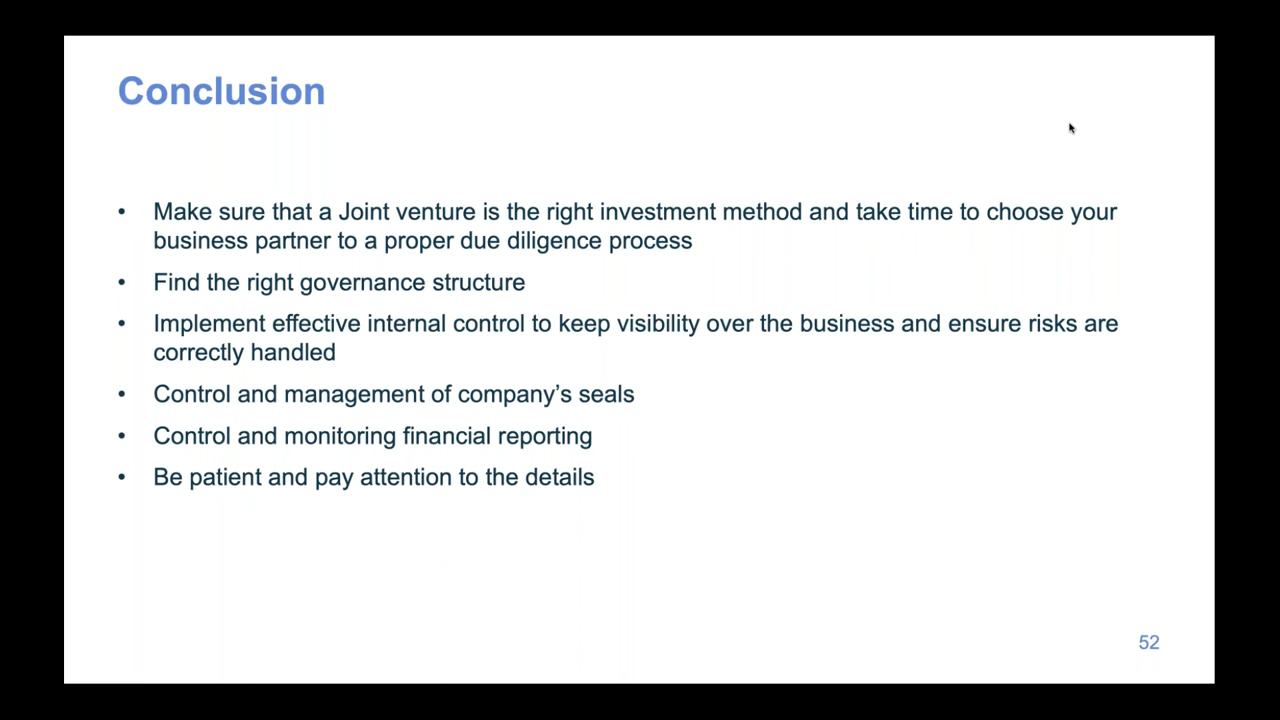 Conclusion
• Make sure that a Joint venture is the right investment method and take time to choose your
business partner to a proper due diligence process
• Find the right governance structure
• Implement effective internal control to keep visibility over the business and ensure risks are
correctly handled
• Control and management of company’s seals
• Control and monitoring financial reporting
• Be patient and pay attention to the details
52